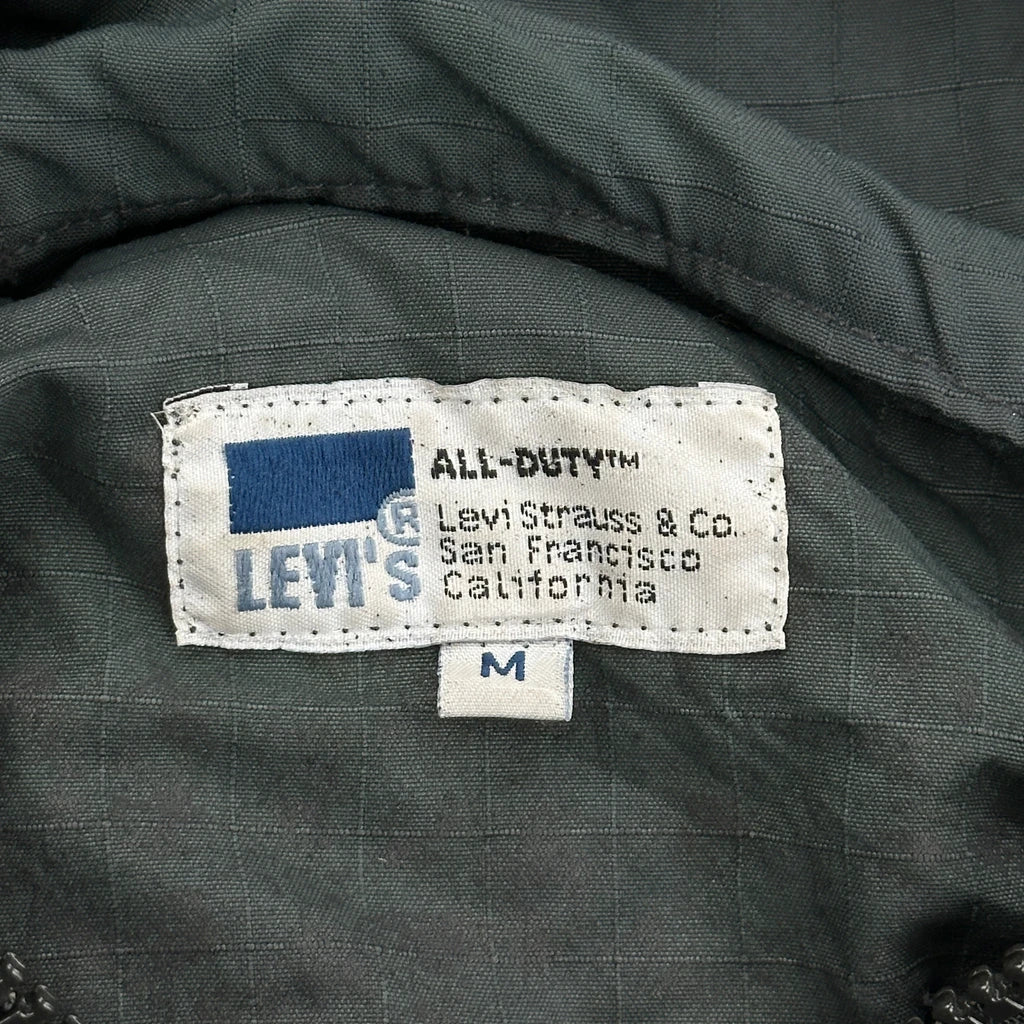 ALL-DUTY™
Levi Strauss & Co.
San Francisco
California
®
LEVI'S
M